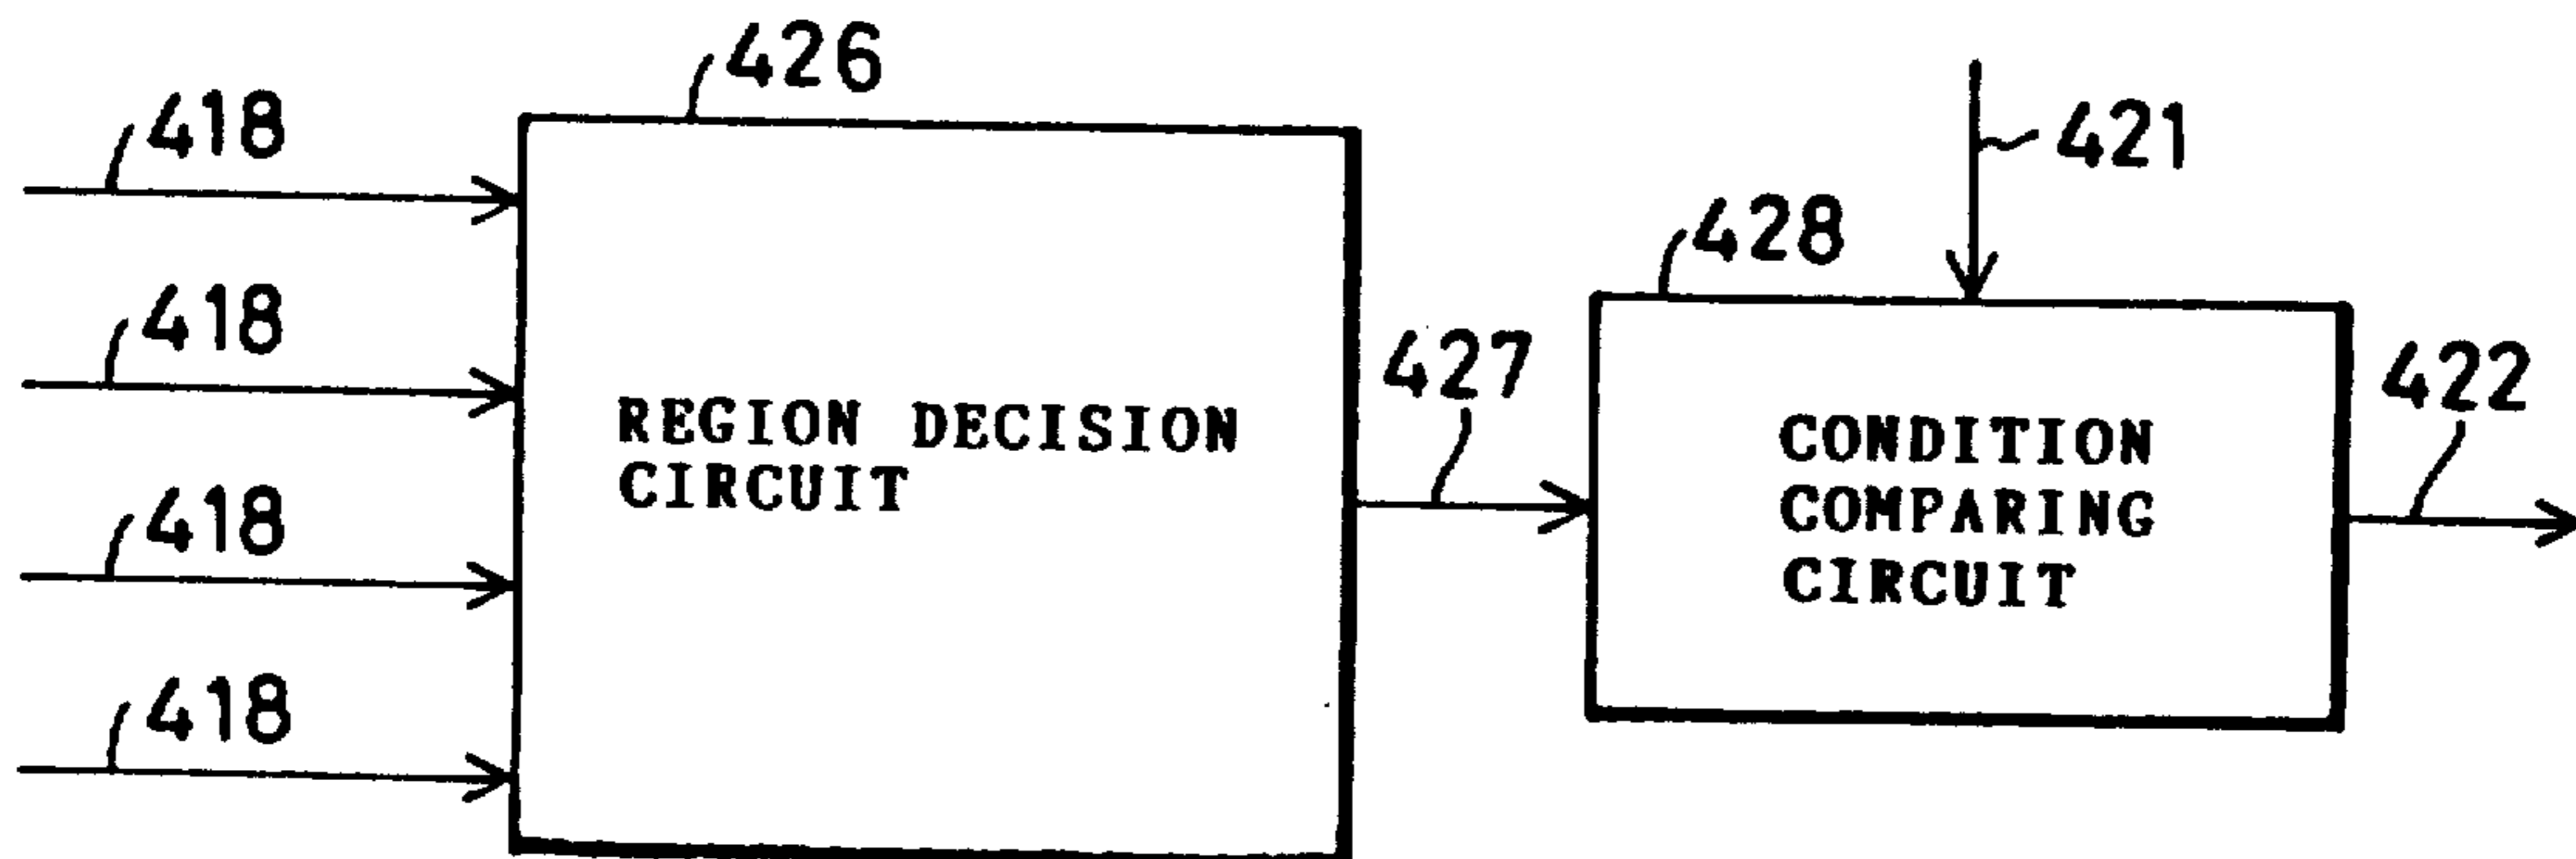 426
418
421
428
418
427
422
REGION DECISION
CIRCUIT
CONDITION
COMPARING
CIRCUIT
418
418